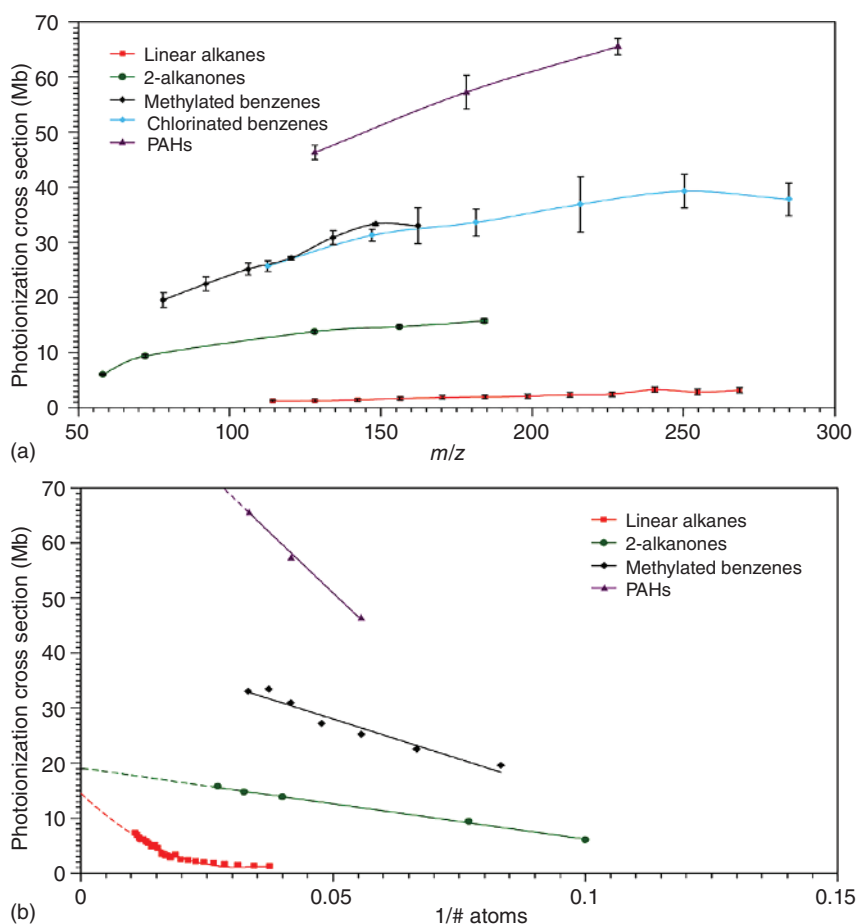 70
60
50
40
30
20
10
0
Photoionization cross section (Mb)
Linear alkanes
2-alkanones
Methylated benzenes
Chlorinated benzenes
PAHs
50
100
150
200
250
300
(a)
m/z
70
60
50
40
30
20
10
0
Photoionization cross section (Mb)
Linear alkanes
2-alkanones
Methylated benzenes
PAHs
0
0.05
0.1
0.15
(b)
1/# atoms